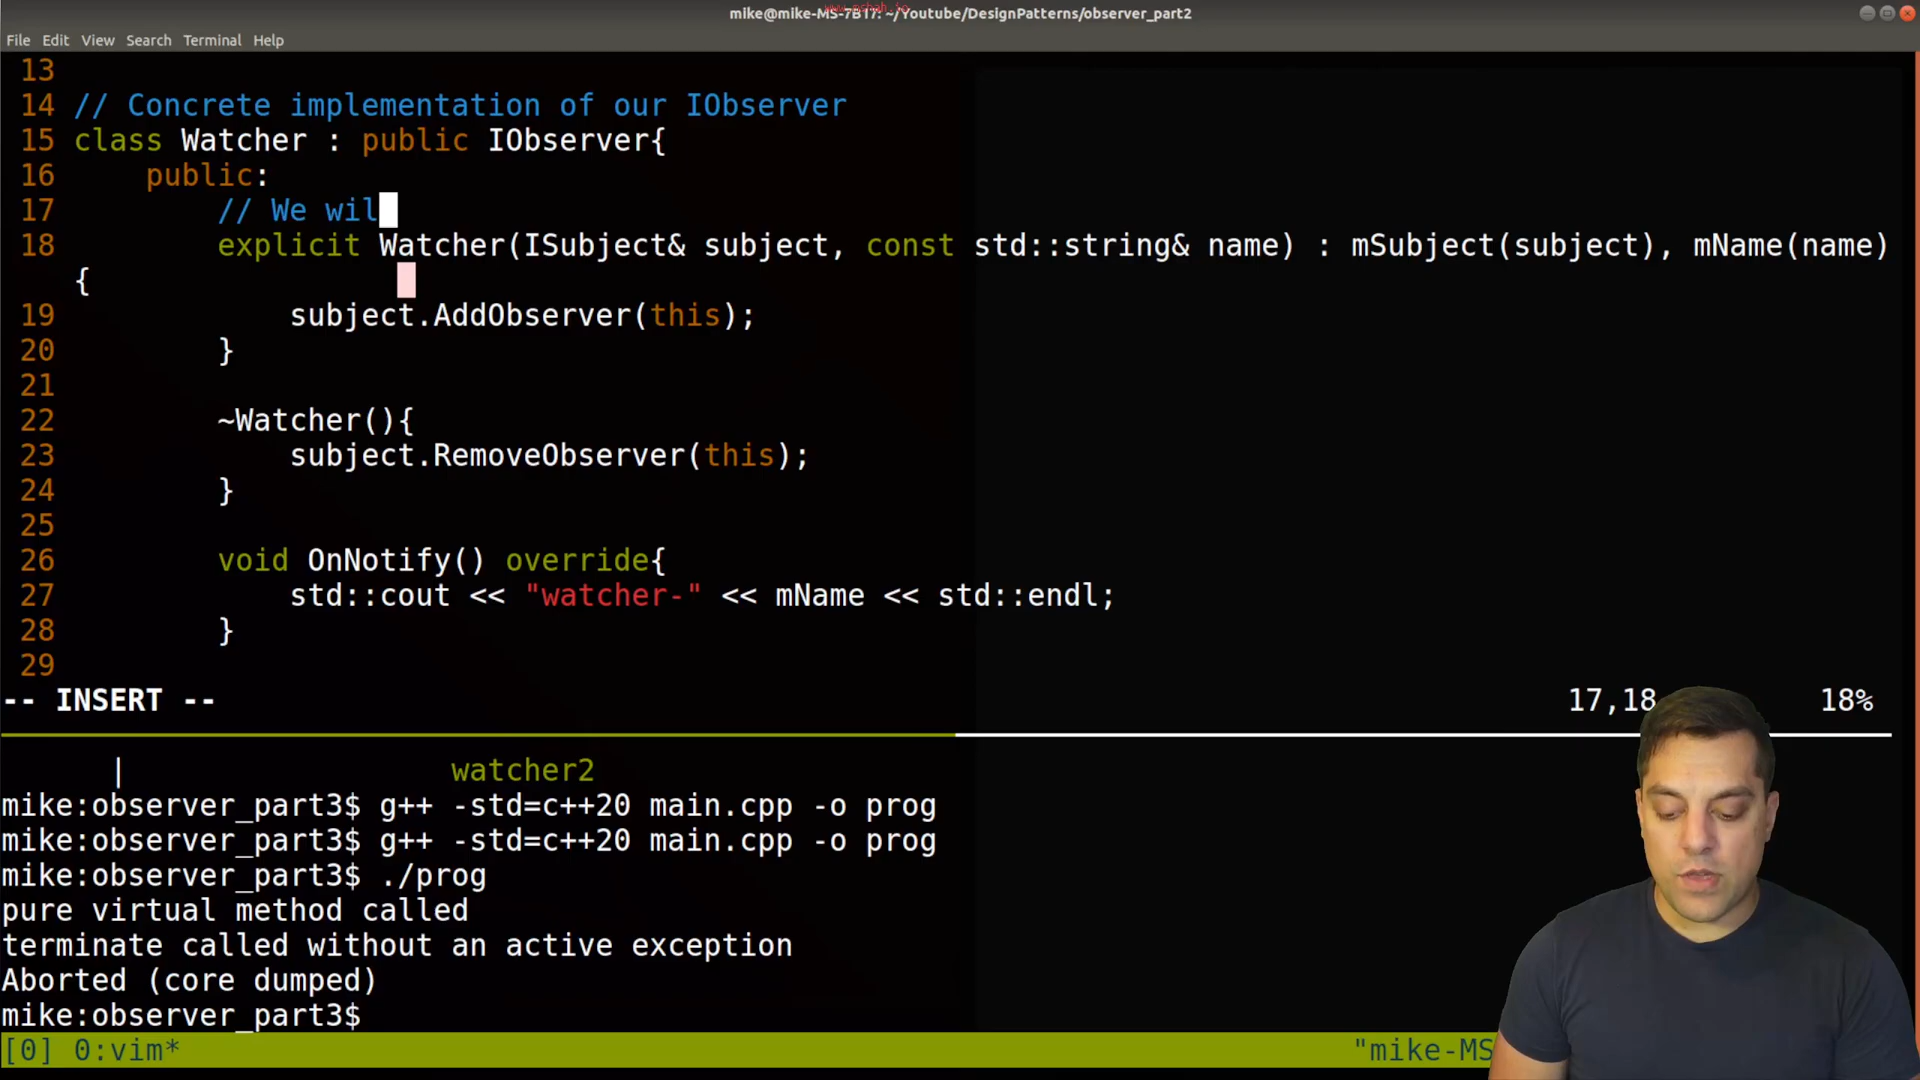 www.mshah.io
mike@mike-MS-7B17: ~/Youtube/DesignPatterns/observer_part2
File Edit View Search Terminal Help
13
14 // Concrete implementation of our IObserver
15 class Watcher : public IObserver{
16 public:
17 // We wil
18 explicit Watcher(ISubject& subject, const std::string& name) : mSubject(subject), mName(name)
{
19 subject.AddObserver(this);
20 }
21
22 ~Watcher(){
23 subject.RemoveObserver(this);
24 }
25
26 void OnNotify() override{
27 std::cout << "watcher-" << mName << std::endl;
28 }
29
-- INSERT -- 17,18 18%
| watcher2
mike:observer_part3$ g++ -std=c++20 main.cpp -o prog
mike:observer_part3$ g++ -std=c++20 main.cpp -o prog
mike:observer_part3$ ./prog
pure virtual method called
terminate called without an active exception
Aborted (core dumped)
mike:observer_part3$
[0] 0:vim* "mike-MS